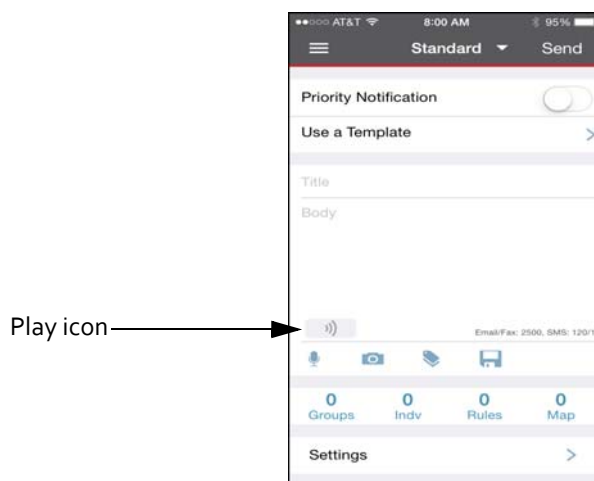 AT&T 8:00 AM 95%
Standard Send
Priority Notification
Use a Template
Title
Body
Play icon
Email/Fax: 2500, SMS: 120/1
0 0 0 0
Groups Indv Rules Map
Settings